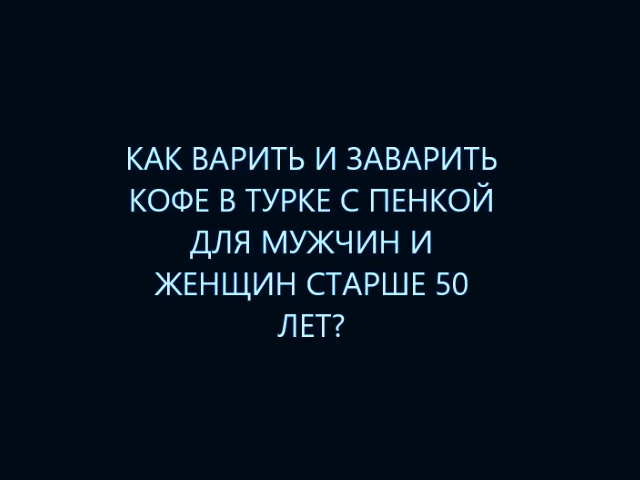 КАК ВАРИТЬ И ЗАВАРИТЬ
КОФЕ В ТУРКЕ С ПЕНКОЙ
ДЛЯ МУЖЧИН И
ЖЕНЩИН СТАРШЕ 50
ЛЕТ?